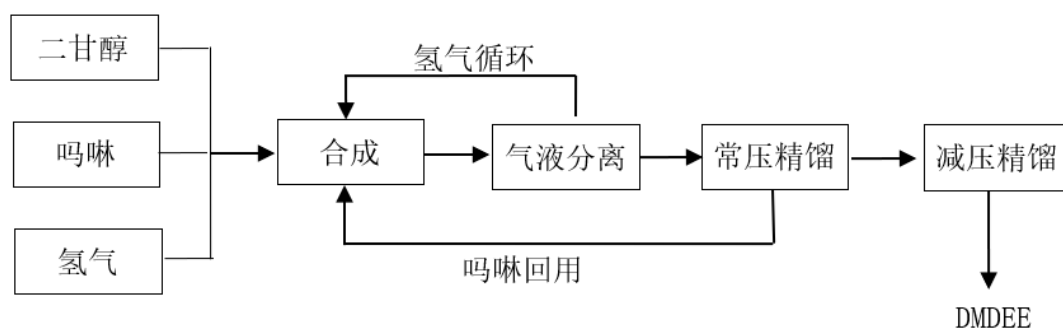 二甘醇
吗啉
氢气
氢气循环
合成
气液分离
常压精馏
减压精馏
吗啉回用
DMDEE